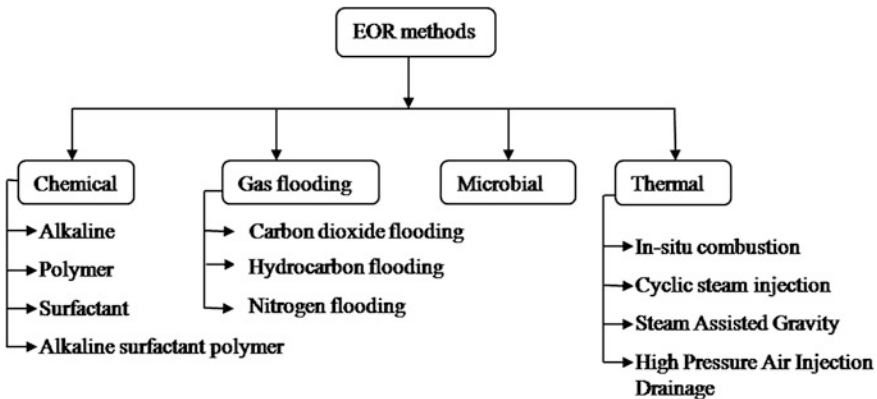 EOR methods
Chemical
Gas flooding
Microbial
Thermal
Alkaline
Polymer
Surfactant
Alkaline surfactant polymer
Carbon dioxide flooding
Hydrocarbon flooding
Nitrogen flooding
In-situ combustion
Cyclic steam injection
Steam Assisted Gravity
High Pressure Air Injection
Drainage